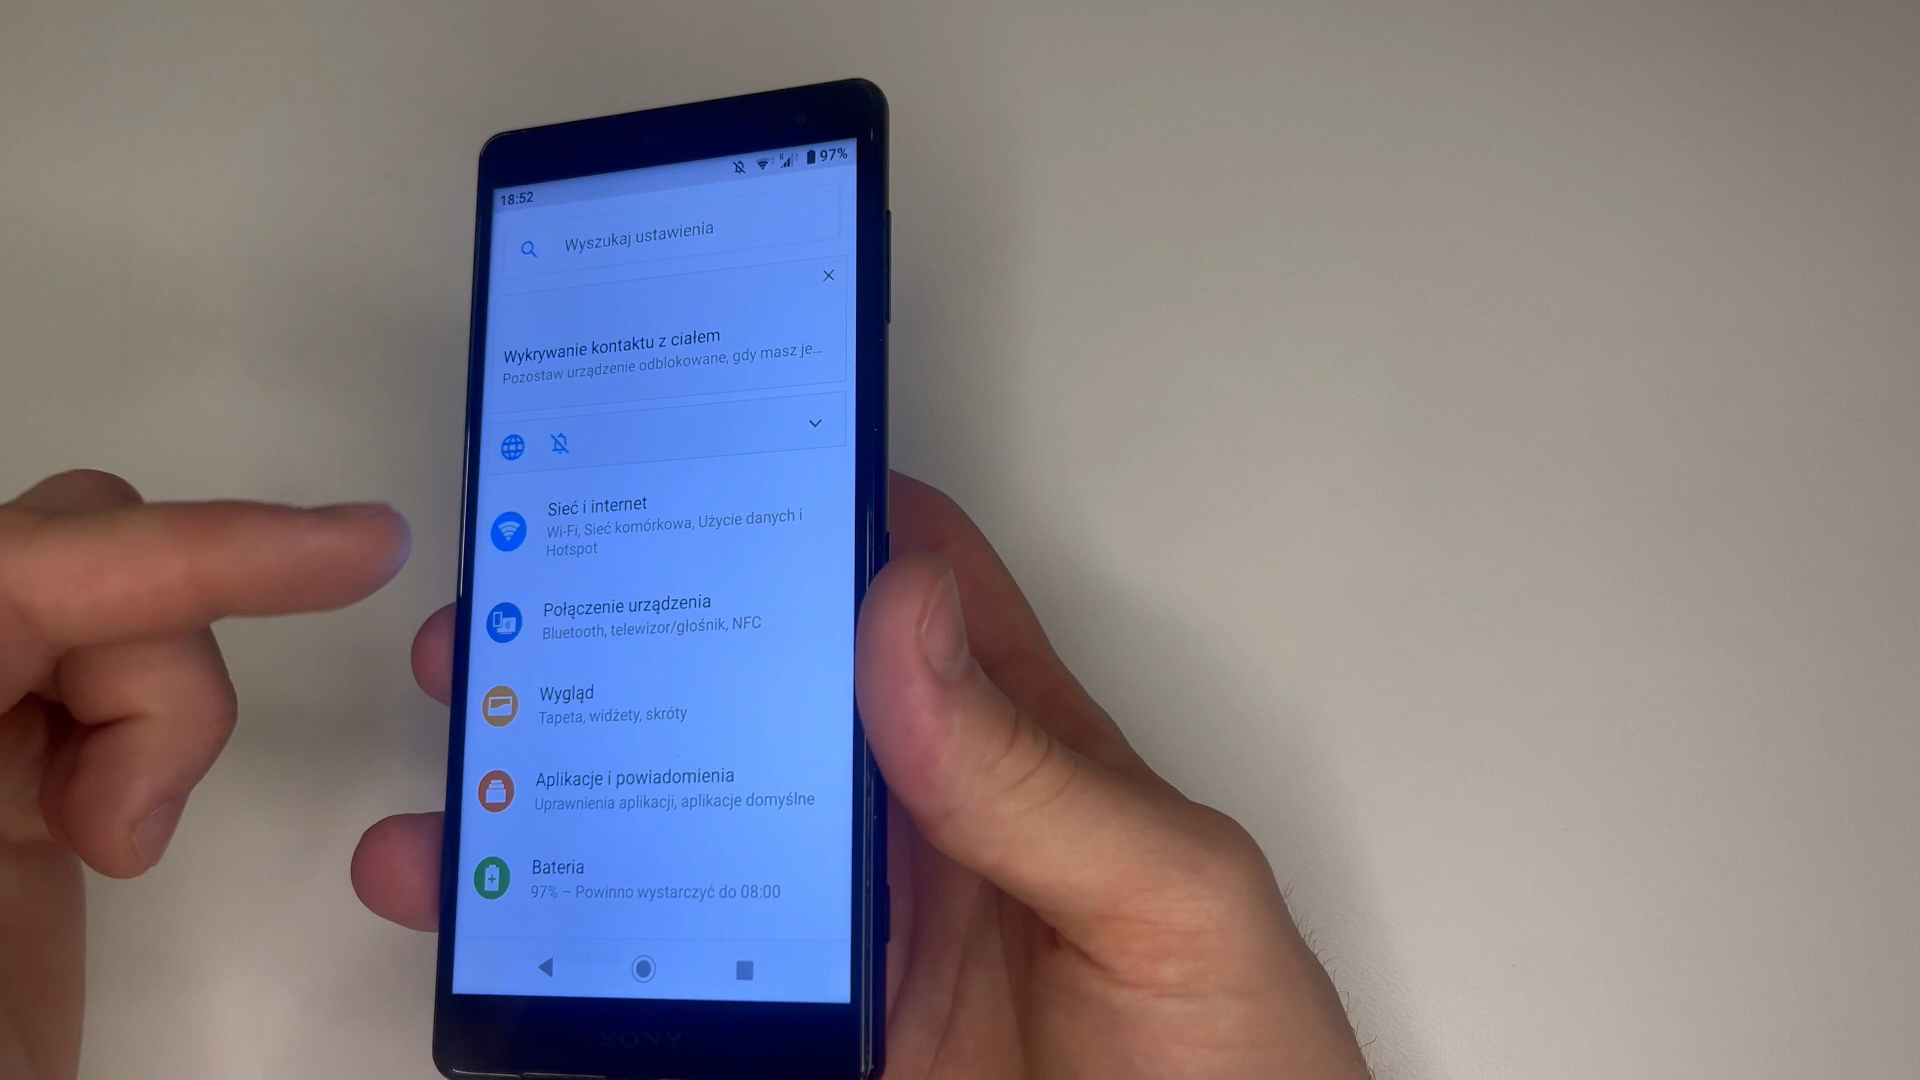 18:52
97%
Wyszukaj ustawienia
Wykrywanie kontaktu z ciałem
Pozostaw urządzenie odblokowane, gdy masz je…
Sieć i internet
Wi-Fi, Sieć komórkowa, Użycie danych i
Hotspot
Połączenie urządzenia
Bluetooth, telewizor/głośnik, NFC
Wygląd
Tapeta, widżety, skróty
Aplikacje i powiadomienia
Uprawnienia aplikacji, aplikacje domyślne
Bateria
97% – Powinno wystarczyć do 08:00
SONY